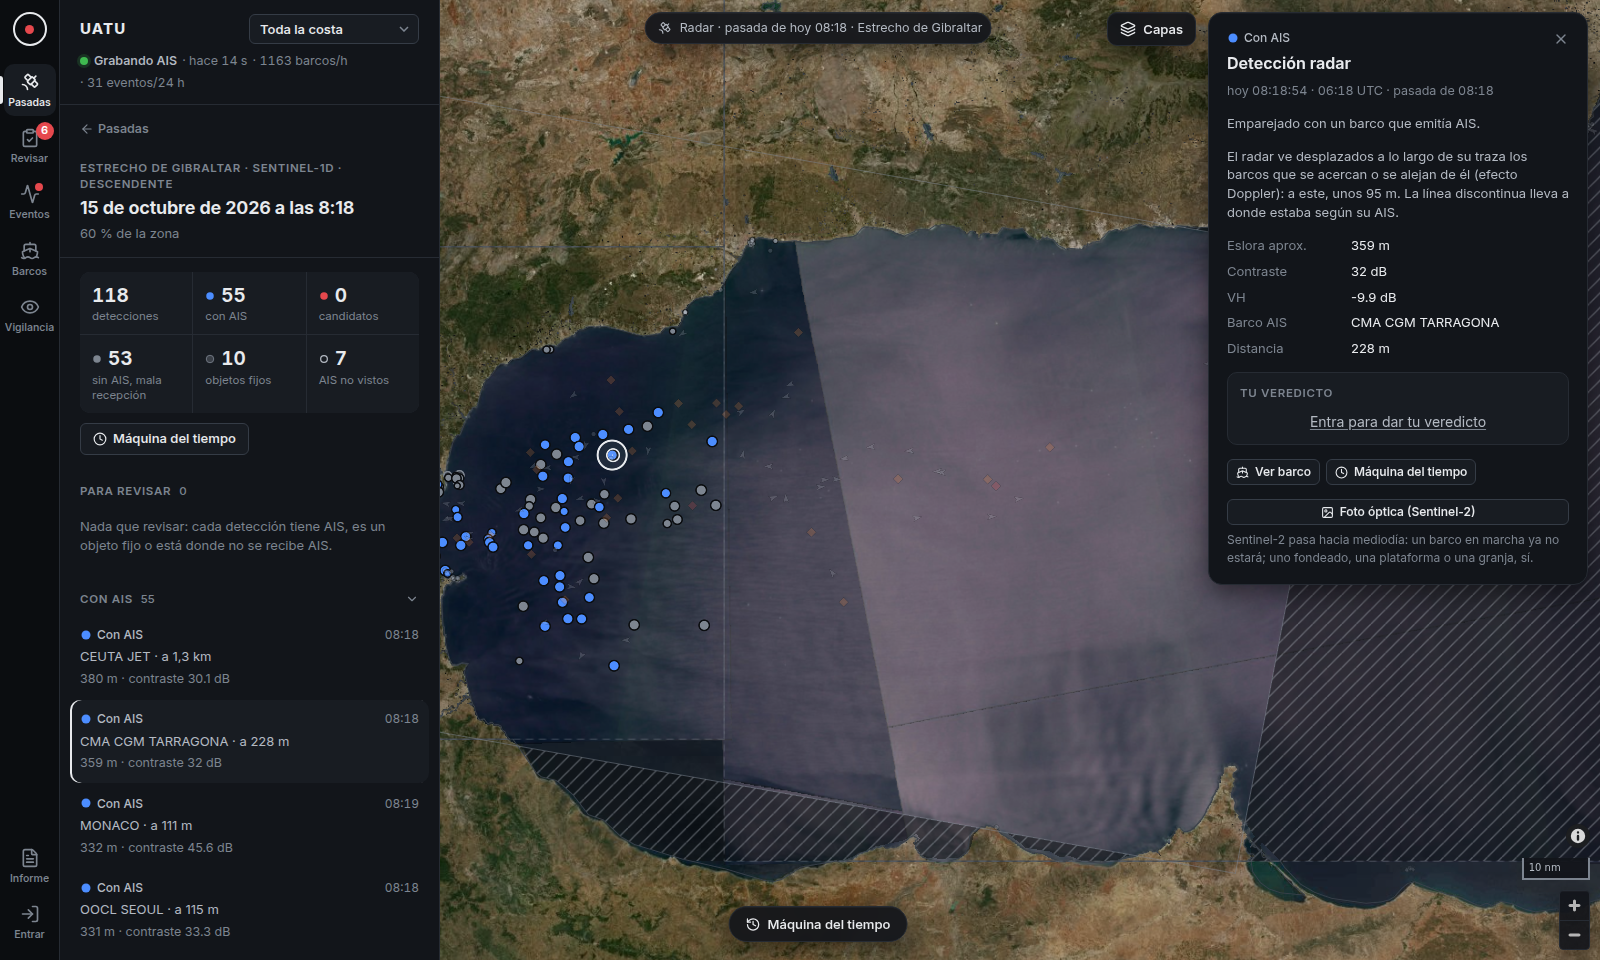 UATU
Toda la costa
Grabando AIS · hace 14 s · 1163 barcos/h
· 31 eventos/24 h
Pasadas
6
Revisar
Eventos
Barcos
Vigilancia
Informe
Entrar
Pasadas
ESTRECHO DE GIBRALTAR · SENTINEL-1D ·
DESCENDENTE
15 de octubre de 2026 a las 8:18
60 % de la zona
118
detecciones
55
con AIS
0
candidatos
53
sin AIS, mala
recepción
10
objetos fijos
7
AIS no vistos
Máquina del tiempo
PARA REVISAR 0
Nada que revisar: cada detección tiene AIS, es un
objeto fijo o está donde no se recibe AIS.
CON AIS 55
Con AIS 08:18
CEUTA JET · a 1,3 km
380 m · contraste 30.1 dB
Con AIS 08:18
CMA CGM TARRAGONA · a 228 m
359 m · contraste 32 dB
Con AIS 08:19
MONACO · a 111 m
332 m · contraste 45.6 dB
Con AIS 08:18
OOCL SEOUL · a 115 m
331 m · contraste 33.3 dB
Radar · pasada de hoy 08:18 · Estrecho de Gibraltar
Capas
Con AIS
Detección radar
hoy 08:18:54 · 06:18 UTC · pasada de 08:18
Emparejado con un barco que emitía AIS.
El radar ve desplazados a lo largo de su traza los
barcos que se acercan o se alejan de él (efecto
Doppler): a este, unos 95 m. La línea discontinua lleva a
donde estaba según su AIS.
Eslora aprox. 359 m
Contraste 32 dB
VH -9.9 dB
Barco AIS CMA CGM TARRAGONA
Distancia 228 m
TU VEREDICTO
Entra para dar tu veredicto
Ver barco
Máquina del tiempo
Foto óptica (Sentinel-2)
Sentinel-2 pasa hacia mediodía: un barco en marcha ya no
estará; uno fondeado, una plataforma o una granja, sí.
10 nm
Máquina del tiempo